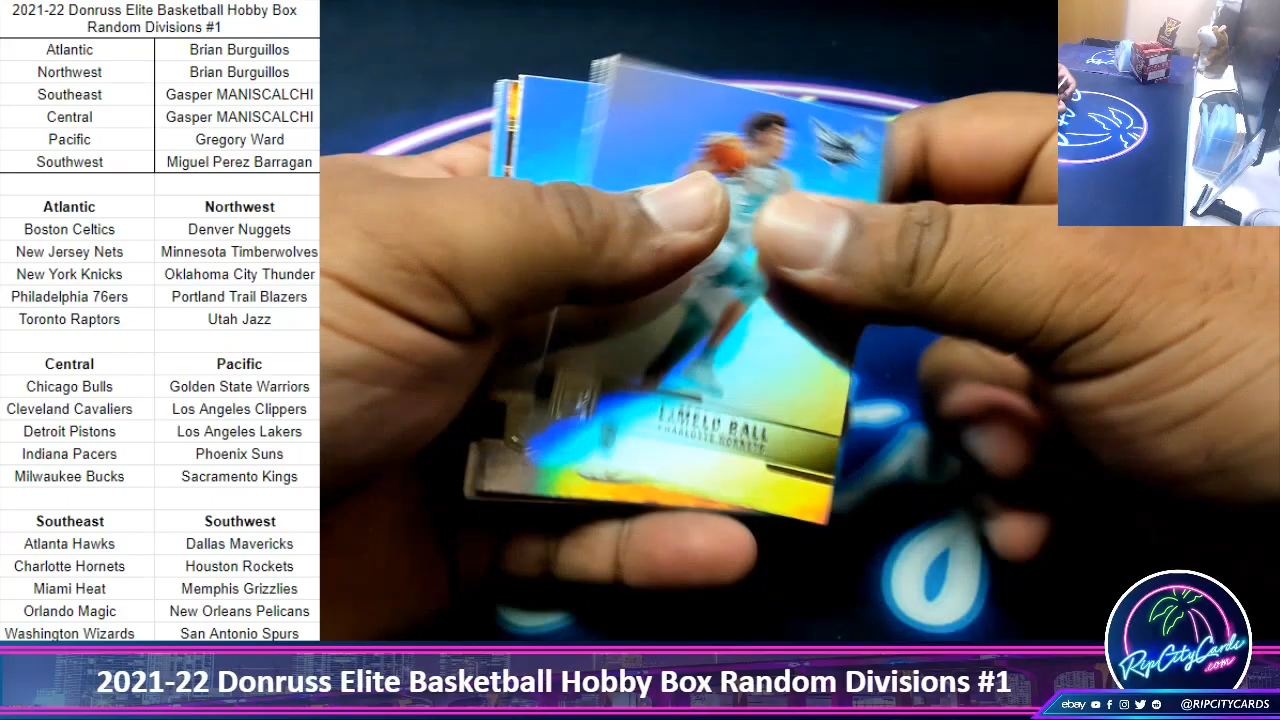 2021-22 Donruss Elite Basketball Hobby Box
Random Divisions #1
Atlantic Brian Burguillos
Northwest Brian Burguillos
Southeast Gasper MANISCALCHI
Central Gasper MANISCALCHI
Pacific Gregory Ward
Southwest Miguel Perez Barragan
Atlantic Northwest
Boston Celtics Denver Nuggets
New Jersey Nets Minnesota Timberwolves
New York Knicks Oklahoma City Thunder
Philadelphia 76ers Portland Trail Blazers
Toronto Raptors Utah Jazz
Central Pacific
Chicago Bulls Golden State Warriors
Cleveland Cavaliers Los Angeles Clippers
Detroit Pistons Los Angeles Lakers
Indiana Pacers Phoenix Suns
Milwaukee Bucks Sacramento Kings
Southeast Southwest
Atlanta Hawks Dallas Mavericks
Charlotte Hornets Houston Rockets
Miami Heat Memphis Grizzlies
Orlando Magic New Orleans Pelicans
Washington Wizards San Antonio Spurs
LAMELO BALL
CHARLOTTE HORNETS
RipCityCards
.com
2021-22 Donruss Elite Basketball Hobby Box Random Divisions #1
ebay @RIPCITYCARDS